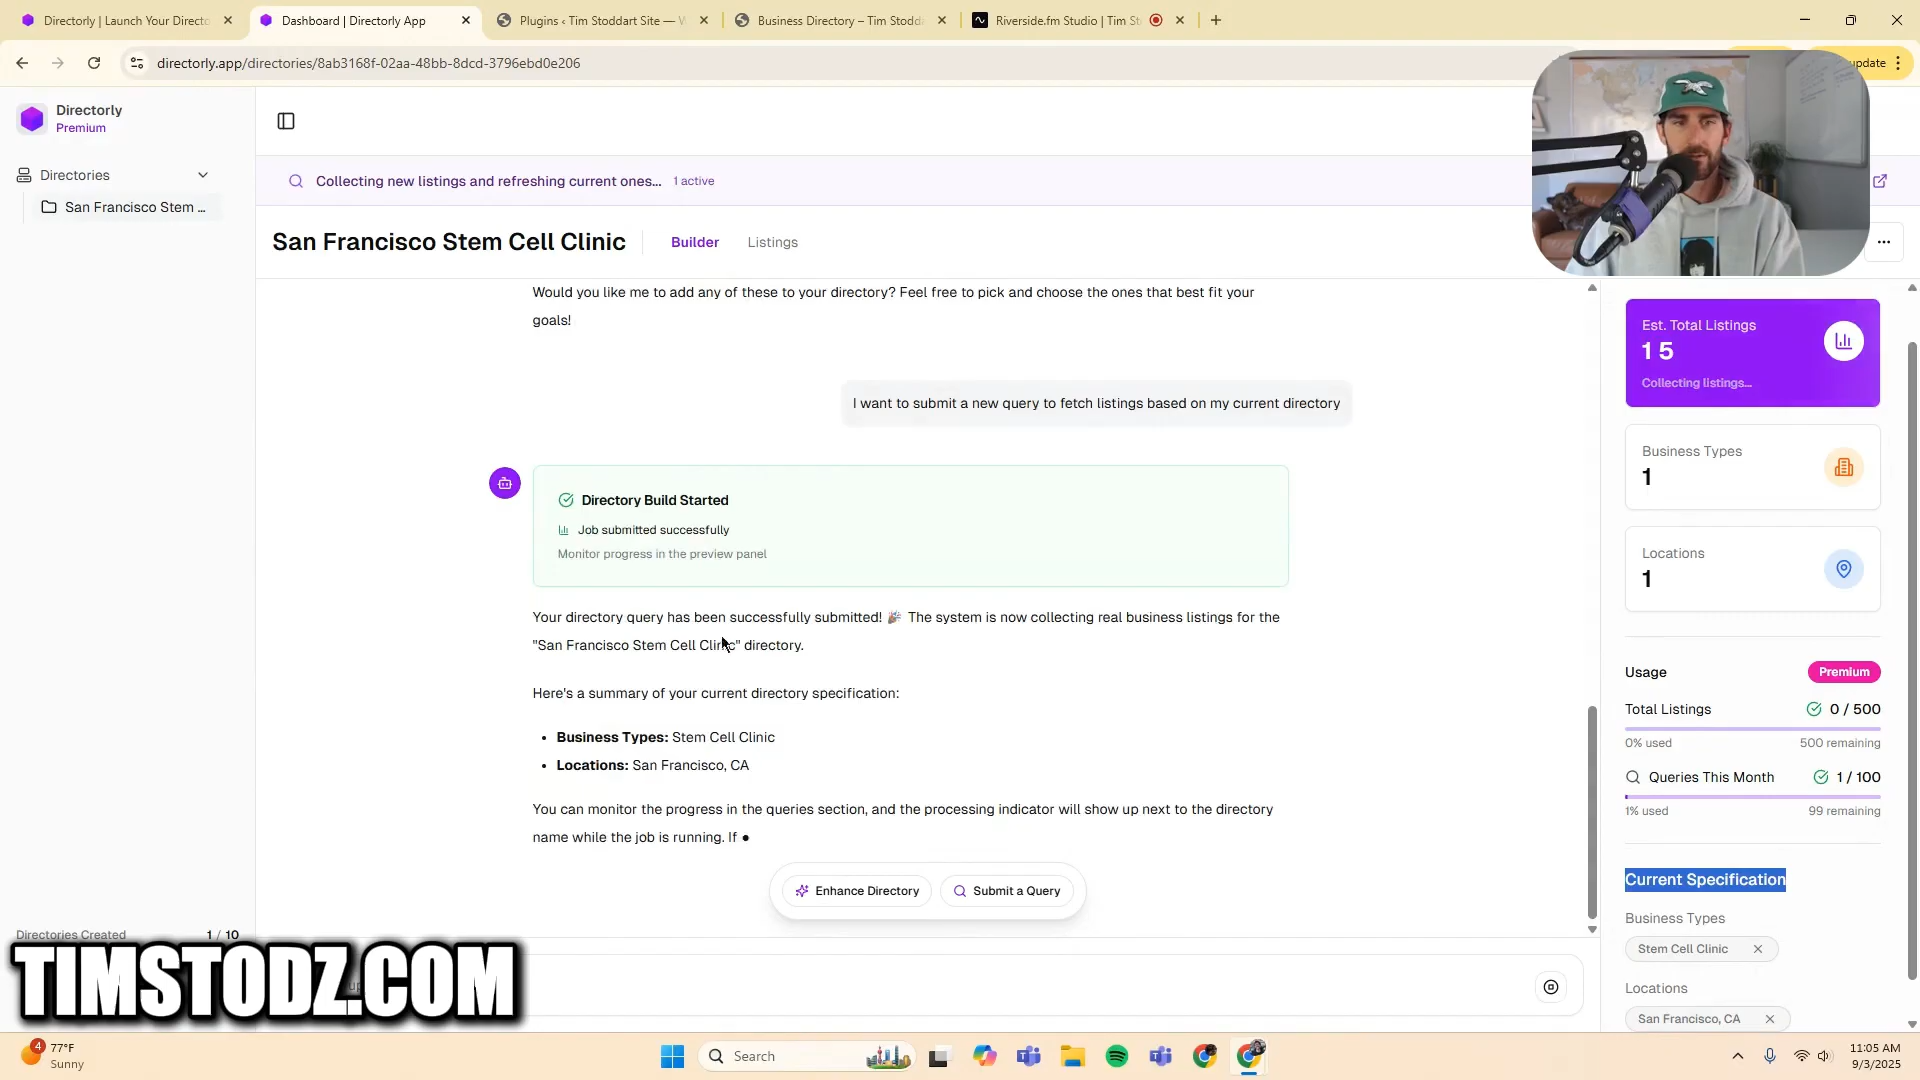 Directorly | Launch Your Directo
Dashboard | Directorly App
Plugins ‹ Tim Stoddart Site — W
Business Directory – Tim Stodda
Riverside.fm Studio | Tim St
directorly.app/directories/8ab3168f-02aa-48bb-8dcd-3796ebd0e206
update
Directorly
Premium
Directories
San Francisco Stem ...
Collecting new listings and refreshing current ones... 1 active
San Francisco Stem Cell Clinic
Builder
Listings
Would you like me to add any of these to your directory? Feel free to pick and choose the ones that best fit your
goals!
I want to submit a new query to fetch listings based on my current directory
Directory Build Started
Job submitted successfully
Monitor progress in the preview panel
Your directory query has been successfully submitted! 🎉 The system is now collecting real business listings for the
"San Francisco Stem Cell Clinic" directory.
Here's a summary of your current directory specification:
• Business Types: Stem Cell Clinic
• Locations: San Francisco, CA
You can monitor the progress in the queries section, and the processing indicator will show up next to the directory
name while the job is running. If ●
Enhance Directory
Submit a Query
Est. Total Listings
1 5
Collecting listings...
Business Types
1
Locations
1
Usage
Premium
Total Listings
0 / 500
0% used
500 remaining
Queries This Month
1 / 100
1% used
99 remaining
Current Specification
Business Types
Stem Cell Clinic
Locations
San Francisco, CA
Directories Created
1 / 10
TIMSTODZ.COM
4
77°F
Sunny
Search
11:05 AM
9/3/2025